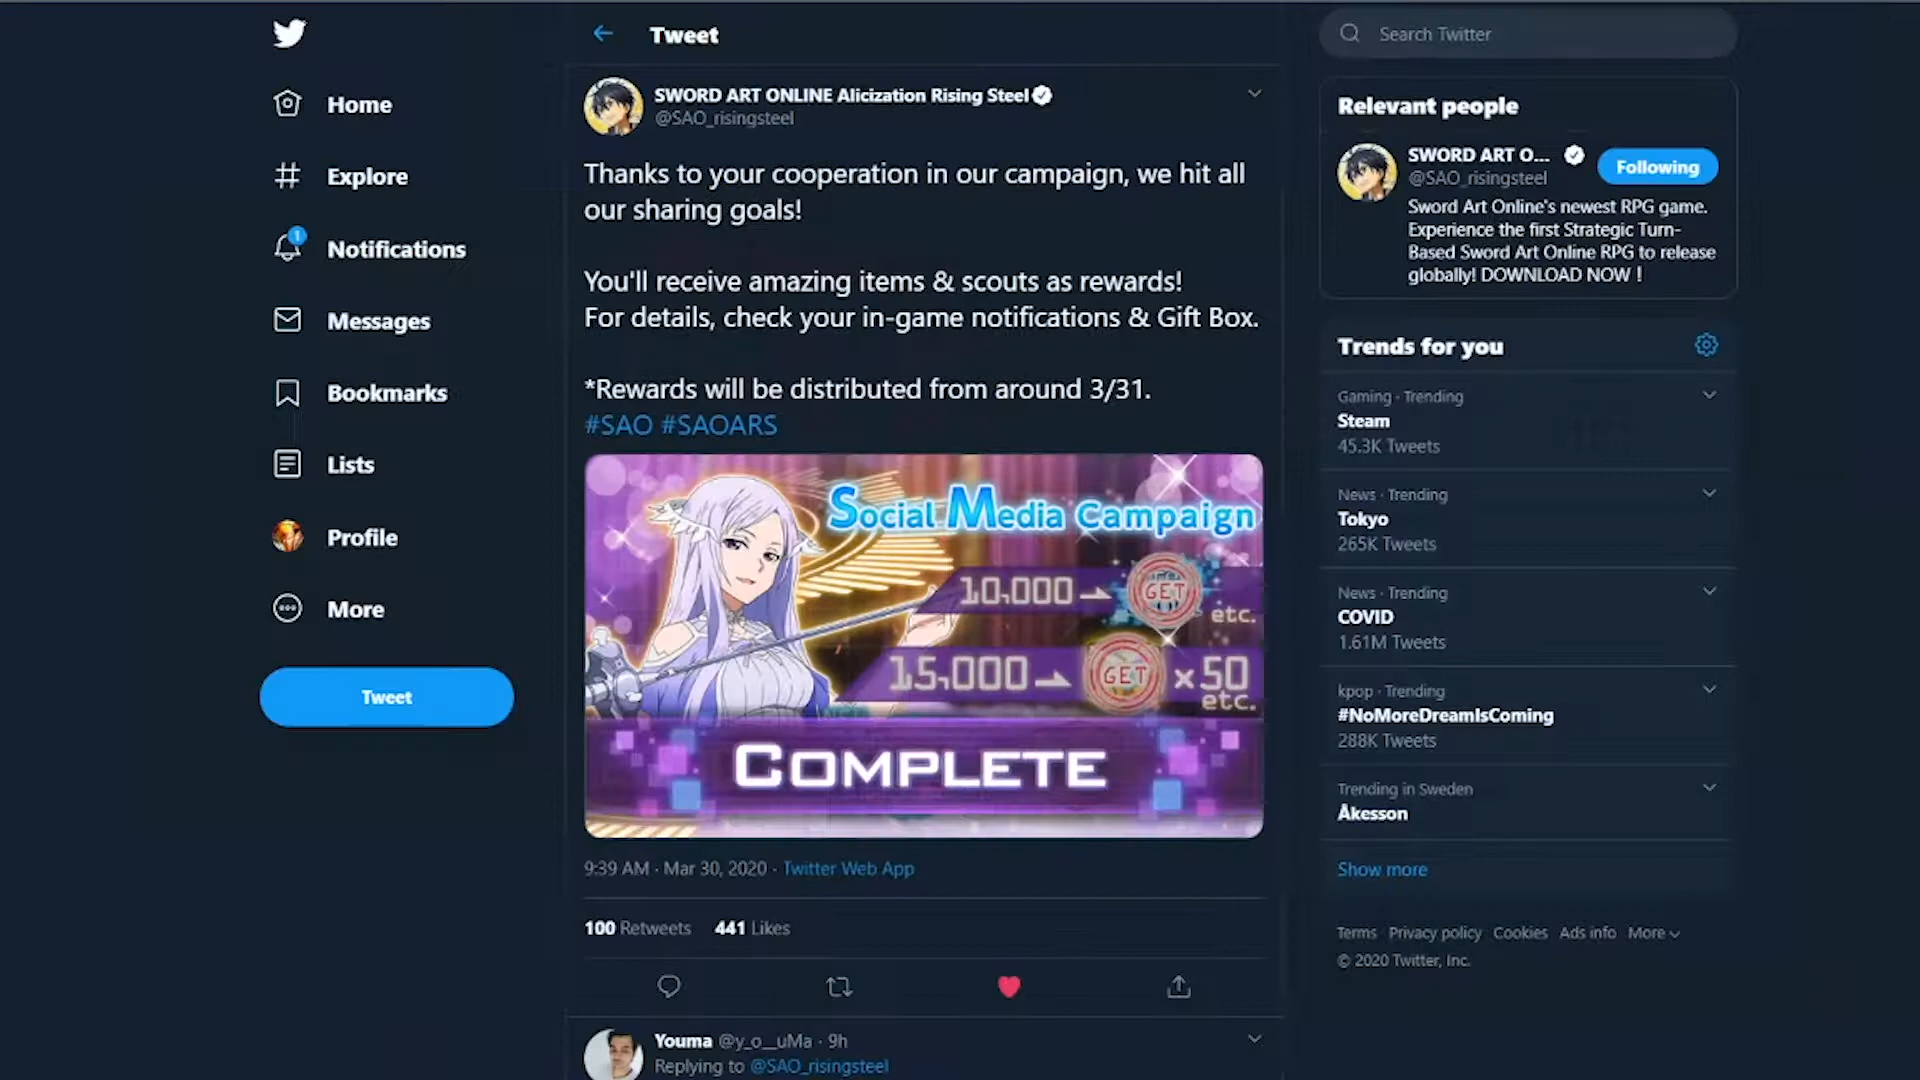 Home
Explore
1
Notifications
Messages
Bookmarks
Lists
Profile
More
Tweet
Tweet
SWORD ART ONLINE Alicization Rising Steel
@SAO_risingsteel
Thanks to your cooperation in our campaign, we hit all
our sharing goals!
You'll receive amazing items & scouts as rewards!
For details, check your in-game notifications & Gift Box.
*Rewards will be distributed from around 3/31.
#SAO #SAOARS
Social Media Campaign
10,000 GET
etc.
15,000 GET x50
etc.
COMPLETE
9:39 AM · Mar 30, 2020 · Twitter Web App
100 Retweets 441 Likes
Youma @y_o__uMa · 9h
Replying to @SAO_risingsteel
Search Twitter
Relevant people
SWORD ART O...
@SAO_risingsteel
Following
Sword Art Online's newest RPG game.
Experience the first Strategic Turn-
Based Sword Art Online RPG to release
globally! DOWNLOAD NOW !
Trends for you
Gaming · Trending
Steam
45.3K Tweets
News · Trending
Tokyo
265K Tweets
News · Trending
COVID
1.61M Tweets
kpop · Trending
#NoMoreDreamIsComing
288K Tweets
Trending in Sweden
Åkesson
Show more
Terms Privacy policy Cookies Ads info More
© 2020 Twitter, Inc.